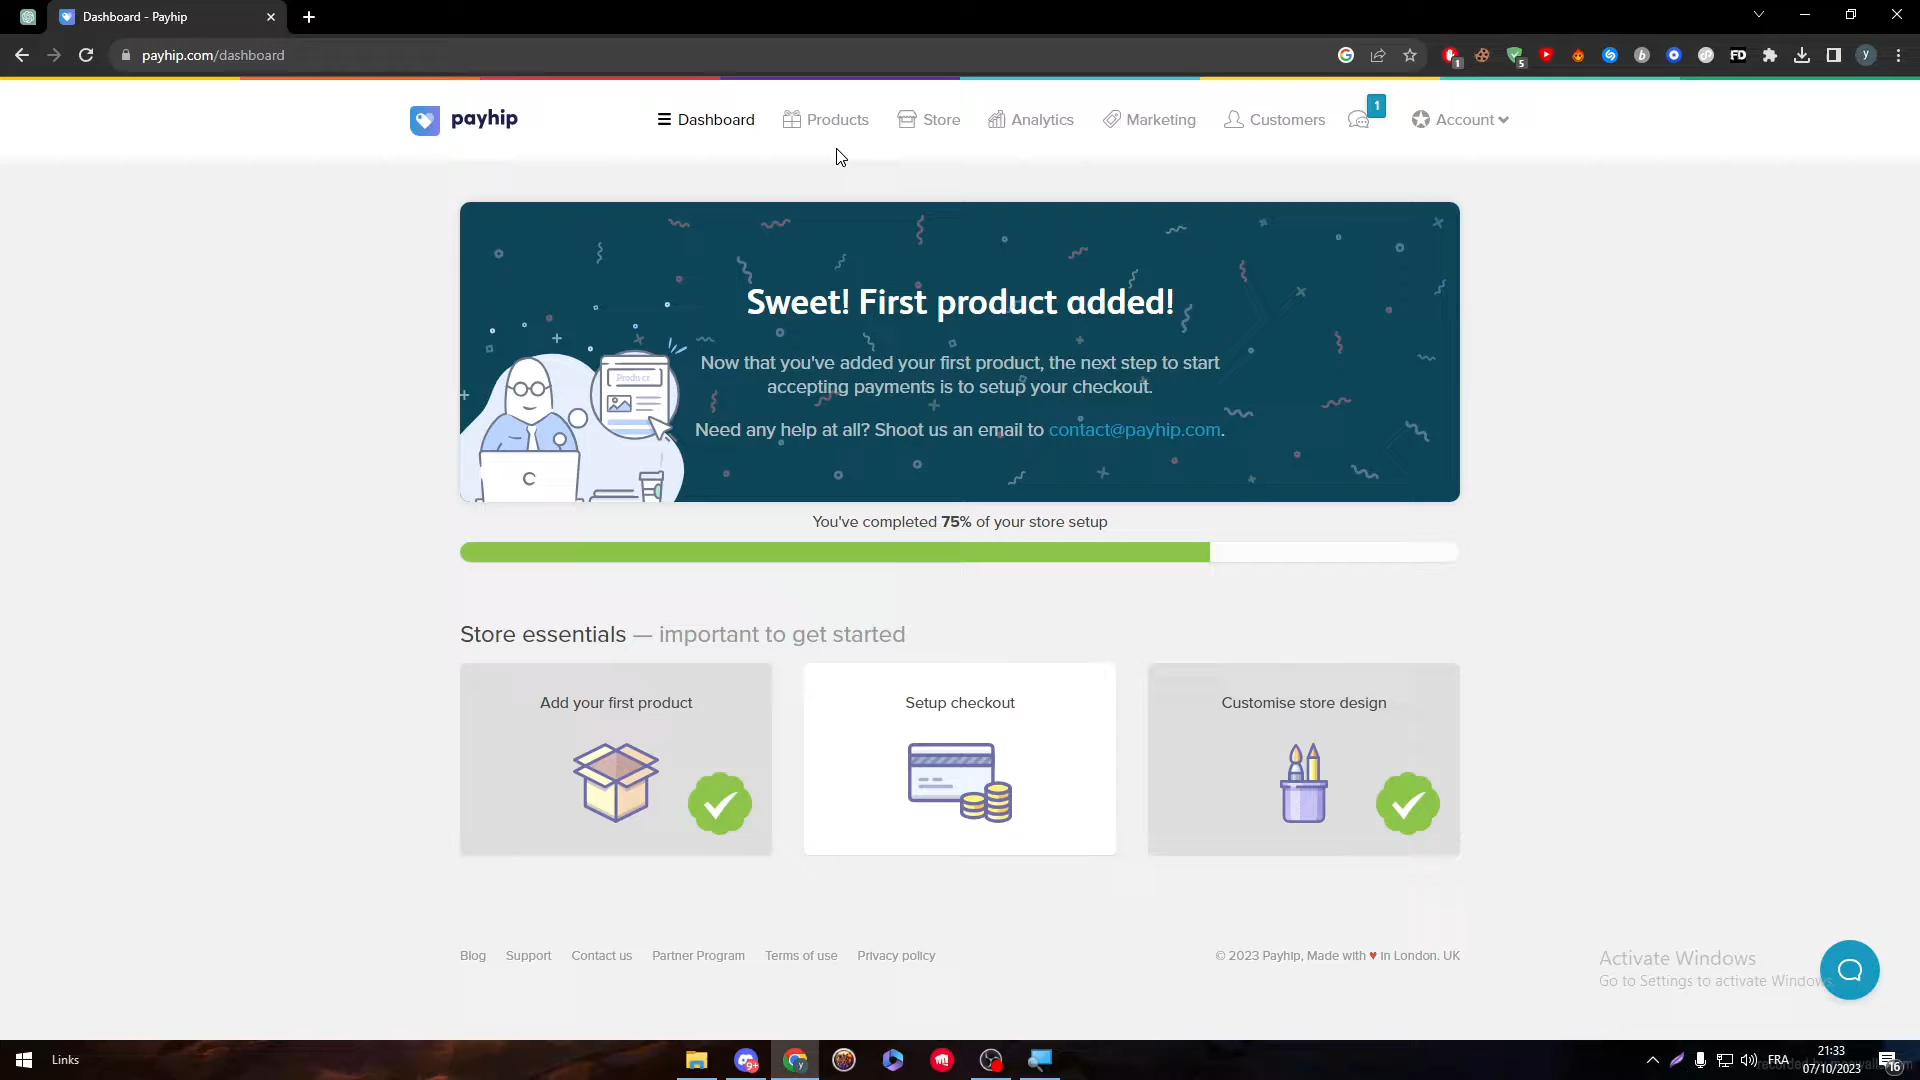 Dashboard - Payhip
payhip.com/dashboard
1
5
FD
y
payhip
Dashboard
Products
Store
Analytics
Marketing
Customers
1
Account
Sweet! First product added!
Now that you've added your first product, the next step to start
accepting payments is to setup your checkout.
Need any help at all? Shoot us an email to contact@payhip.com.
You've completed 75% of your store setup
Store essentials — important to get started
Add your first product
Setup checkout
Customise store design
Blog
Support
Contact us
Partner Program
Terms of use
Privacy policy
© 2023 Payhip, Made with ♥ in London. UK
Activate Windows
Go to Settings to activate Windows.
Links
FRA
21:33
07/10/2023
16